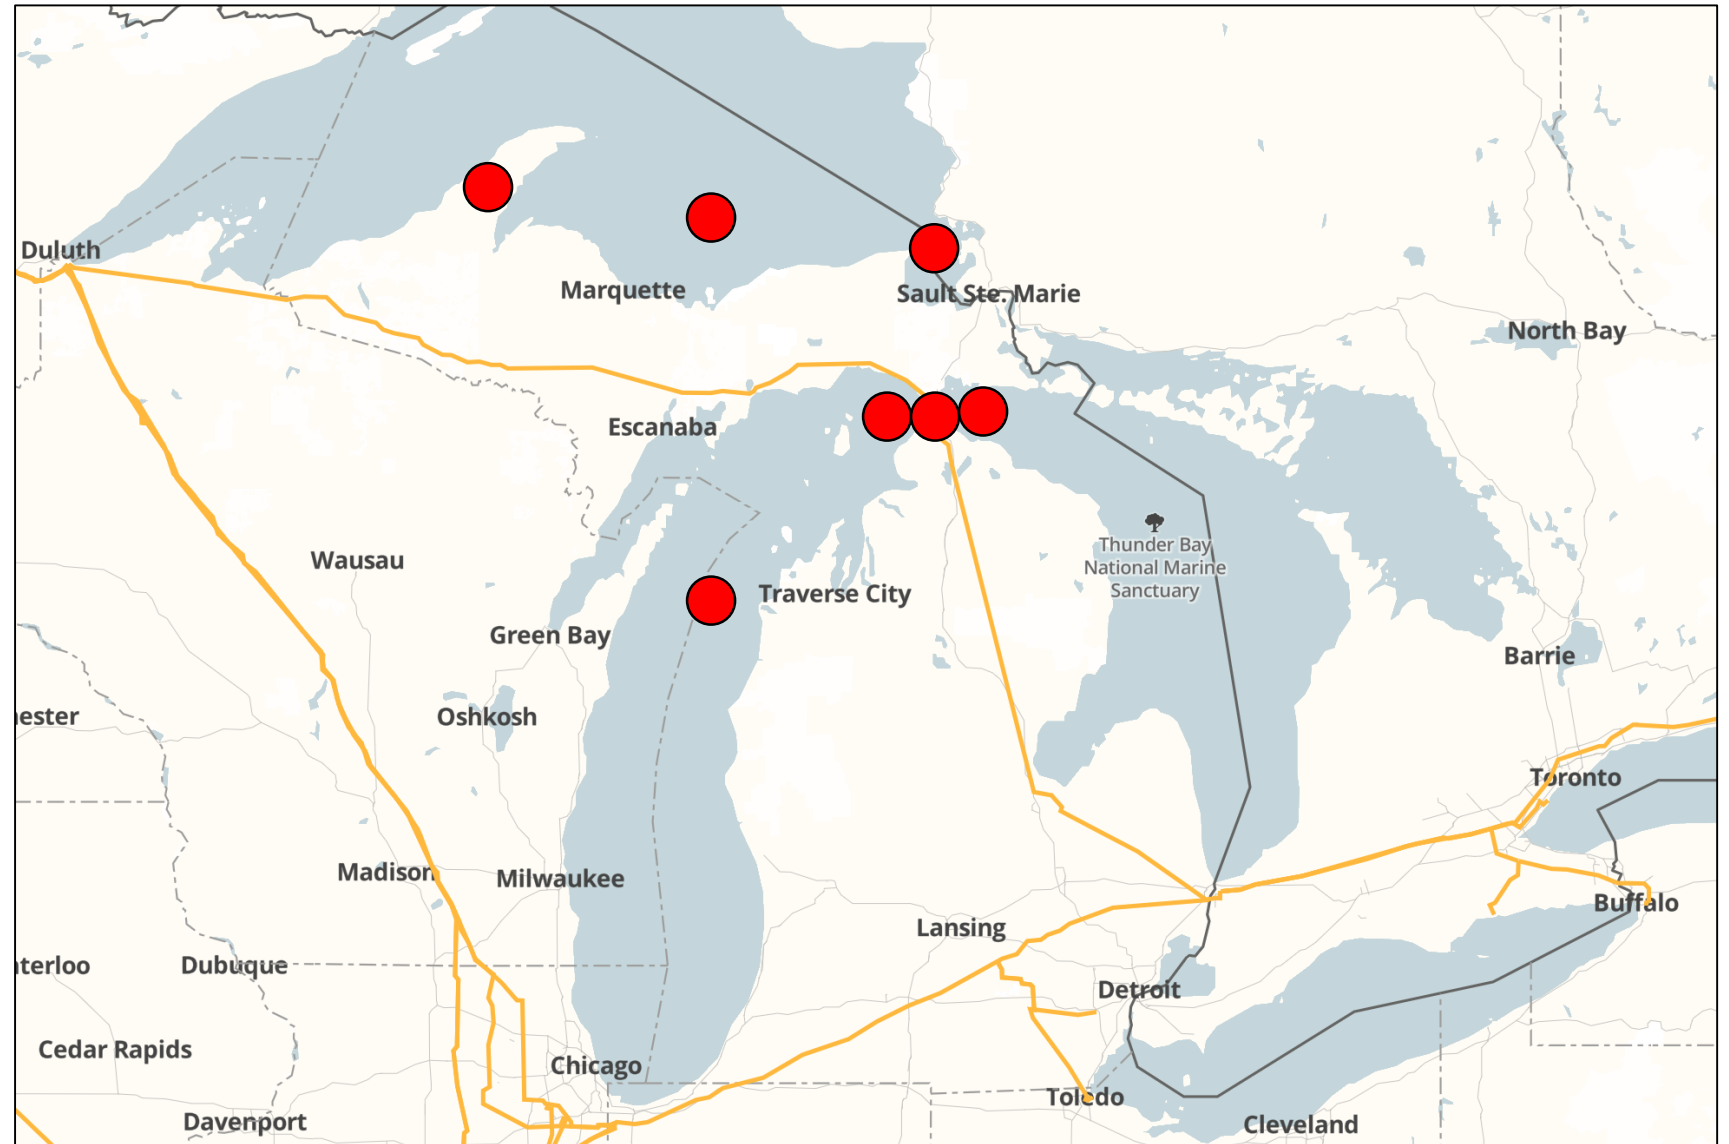 Duluth
Marquette
Sault Ste. Marie
North Bay
Escanaba
Thunder Bay
National Marine
Sanctuary
Wausau
Traverse City
Green Bay
Barrie
ester
Oshkosh
Toronto
Madison
Milwaukee
Buffalo
Lansing
terloo
Dubuque
Detroit
Cedar Rapids
Chicago
Toledo
Davenport
Cleveland